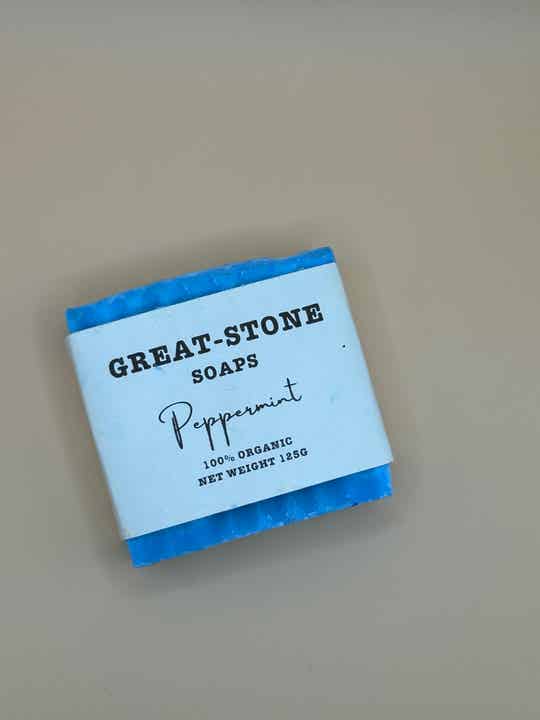 GREAT-STONE
SOAPS
Peppermint
100% ORGANIC
NET WEIGHT 125G